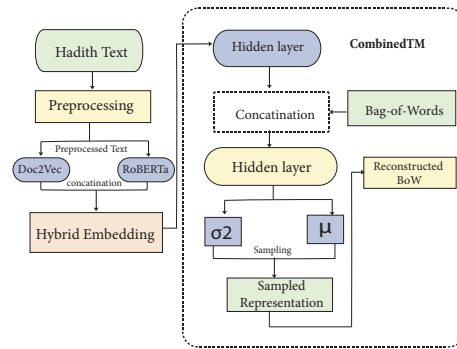 Hadith Text
Preprocessing
Preprocessed Text
Doc2Vec
RoBERTa
concatination
Hybrid Embedding
Hidden layer
CombinedTM
Concatination
Bag-of-Words
Hidden layer
Reconstructed
BoW
σ2
μ
Sampling
Sampled
Representation